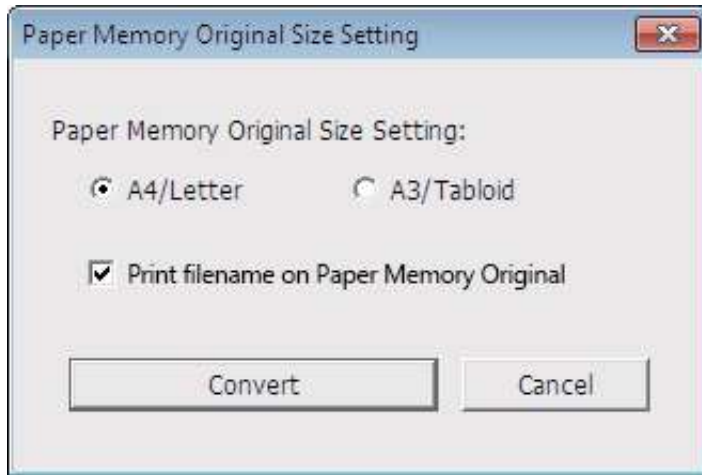 Paper Memory Original Size Setting
Paper Memory Original Size Setting:
A4/Letter A3/Tabloid
Print filename on Paper Memory Original
Convert Cancel